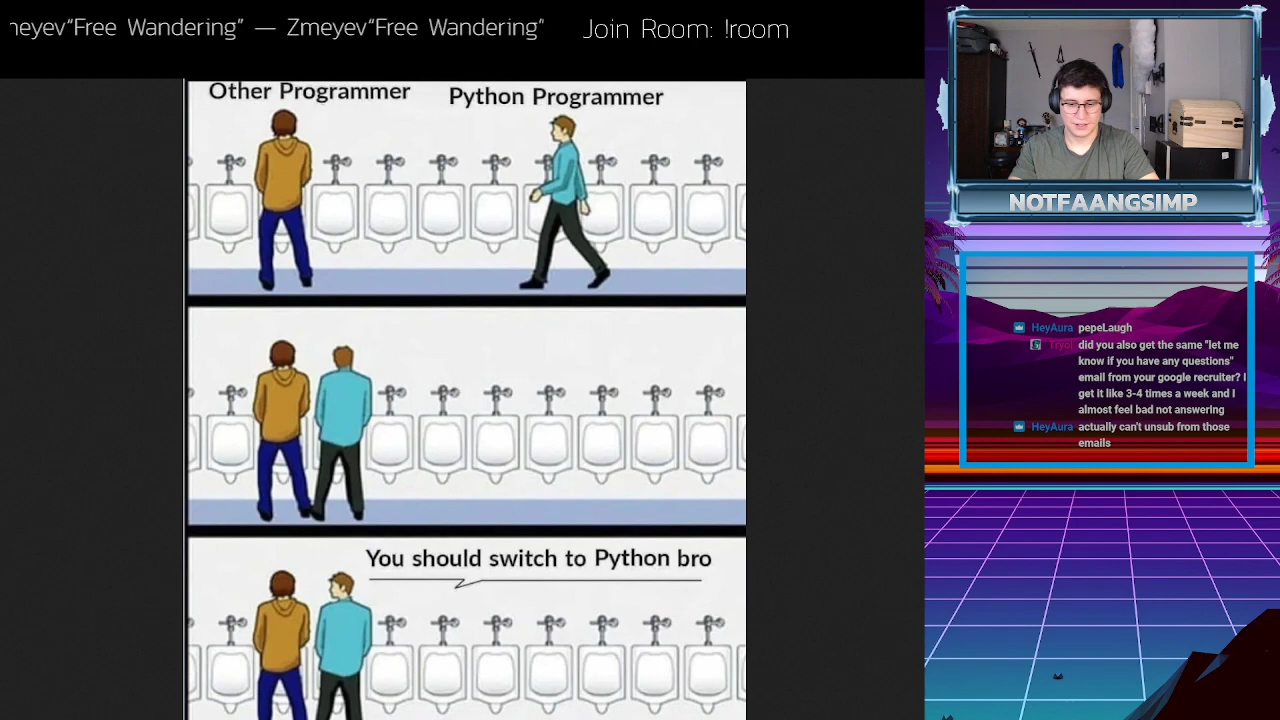 neyev“Free Wandering” — Zmeyev“Free Wandering” Join Room: !room
Other Programmer
Python Programmer
You should switch to Python bro
NOTFAANGSIMP
HeyAura pepeLaugh
Tryol did you also get the same "let me
know if you have any questions"
email from your google recruiter? I
get it like 3-4 times a week and I
almost feel bad not answering
HeyAura actually can't unsub from those
emails